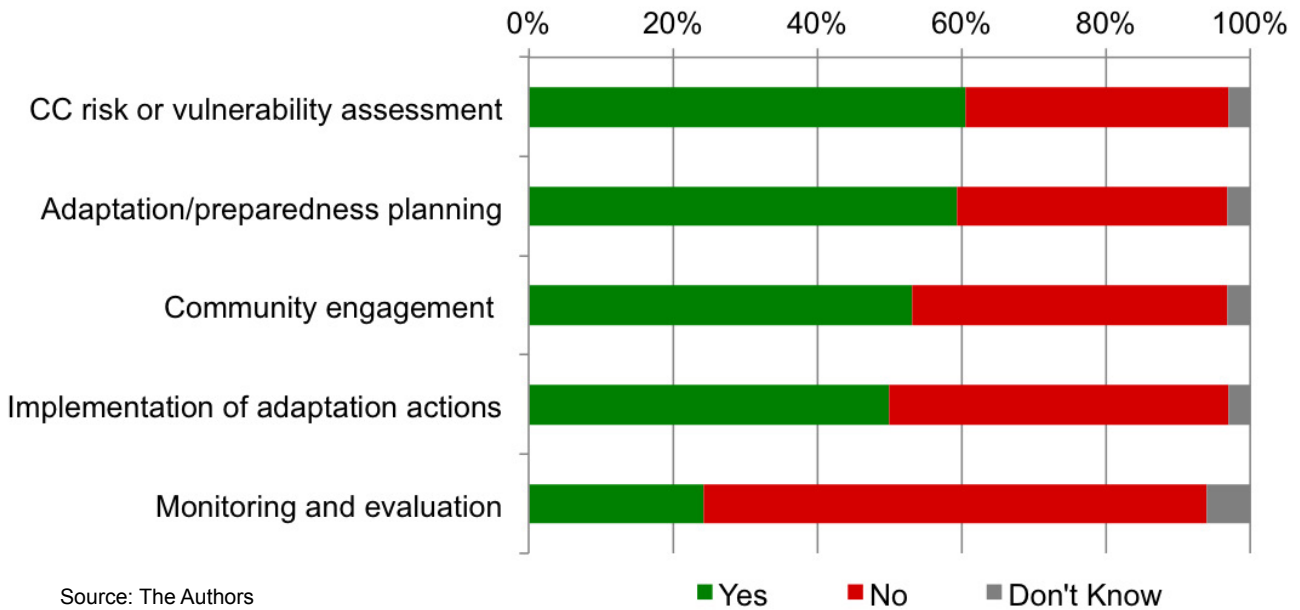 0% 20% 40% 60% 80% 100%
CC risk or vulnerability assessment
Adaptation/preparedness planning
Community engagement
Implementation of adaptation actions
Monitoring and evaluation
Source: The Authors
Yes No Don't Know